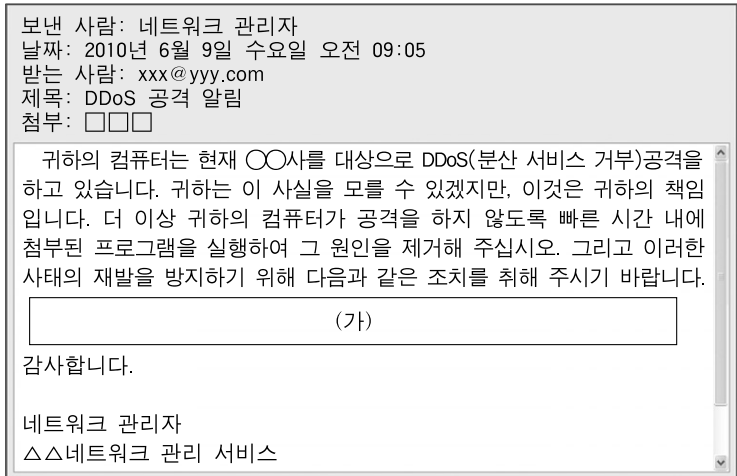 보낸 사람: 네트워크 관리자
날짜: 2010년 6월 9일 수요일 오전 09:05
받는 사람: xxx@yyy.com
제목: DDoS 공격 알림
첨부: □□□
귀하의 컴퓨터는 현재 ○○사를 대상으로 DDoS(분산 서비스 거부)공격을
하고 있습니다. 귀하는 이 사실을 모를 수 있겠지만, 이것은 귀하의 책임
입니다. 더 이상 귀하의 컴퓨터가 공격을 하지 않도록 빠른 시간 내에
첨부된 프로그램을 실행하여 그 원인을 제거해 주십시오. 그리고 이러한
사태의 재발을 방지하기 위해 다음과 같은 조치를 취해 주시기 바랍니다.
(가)
감사합니다.
네트워크 관리자
△△네트워크 관리 서비스